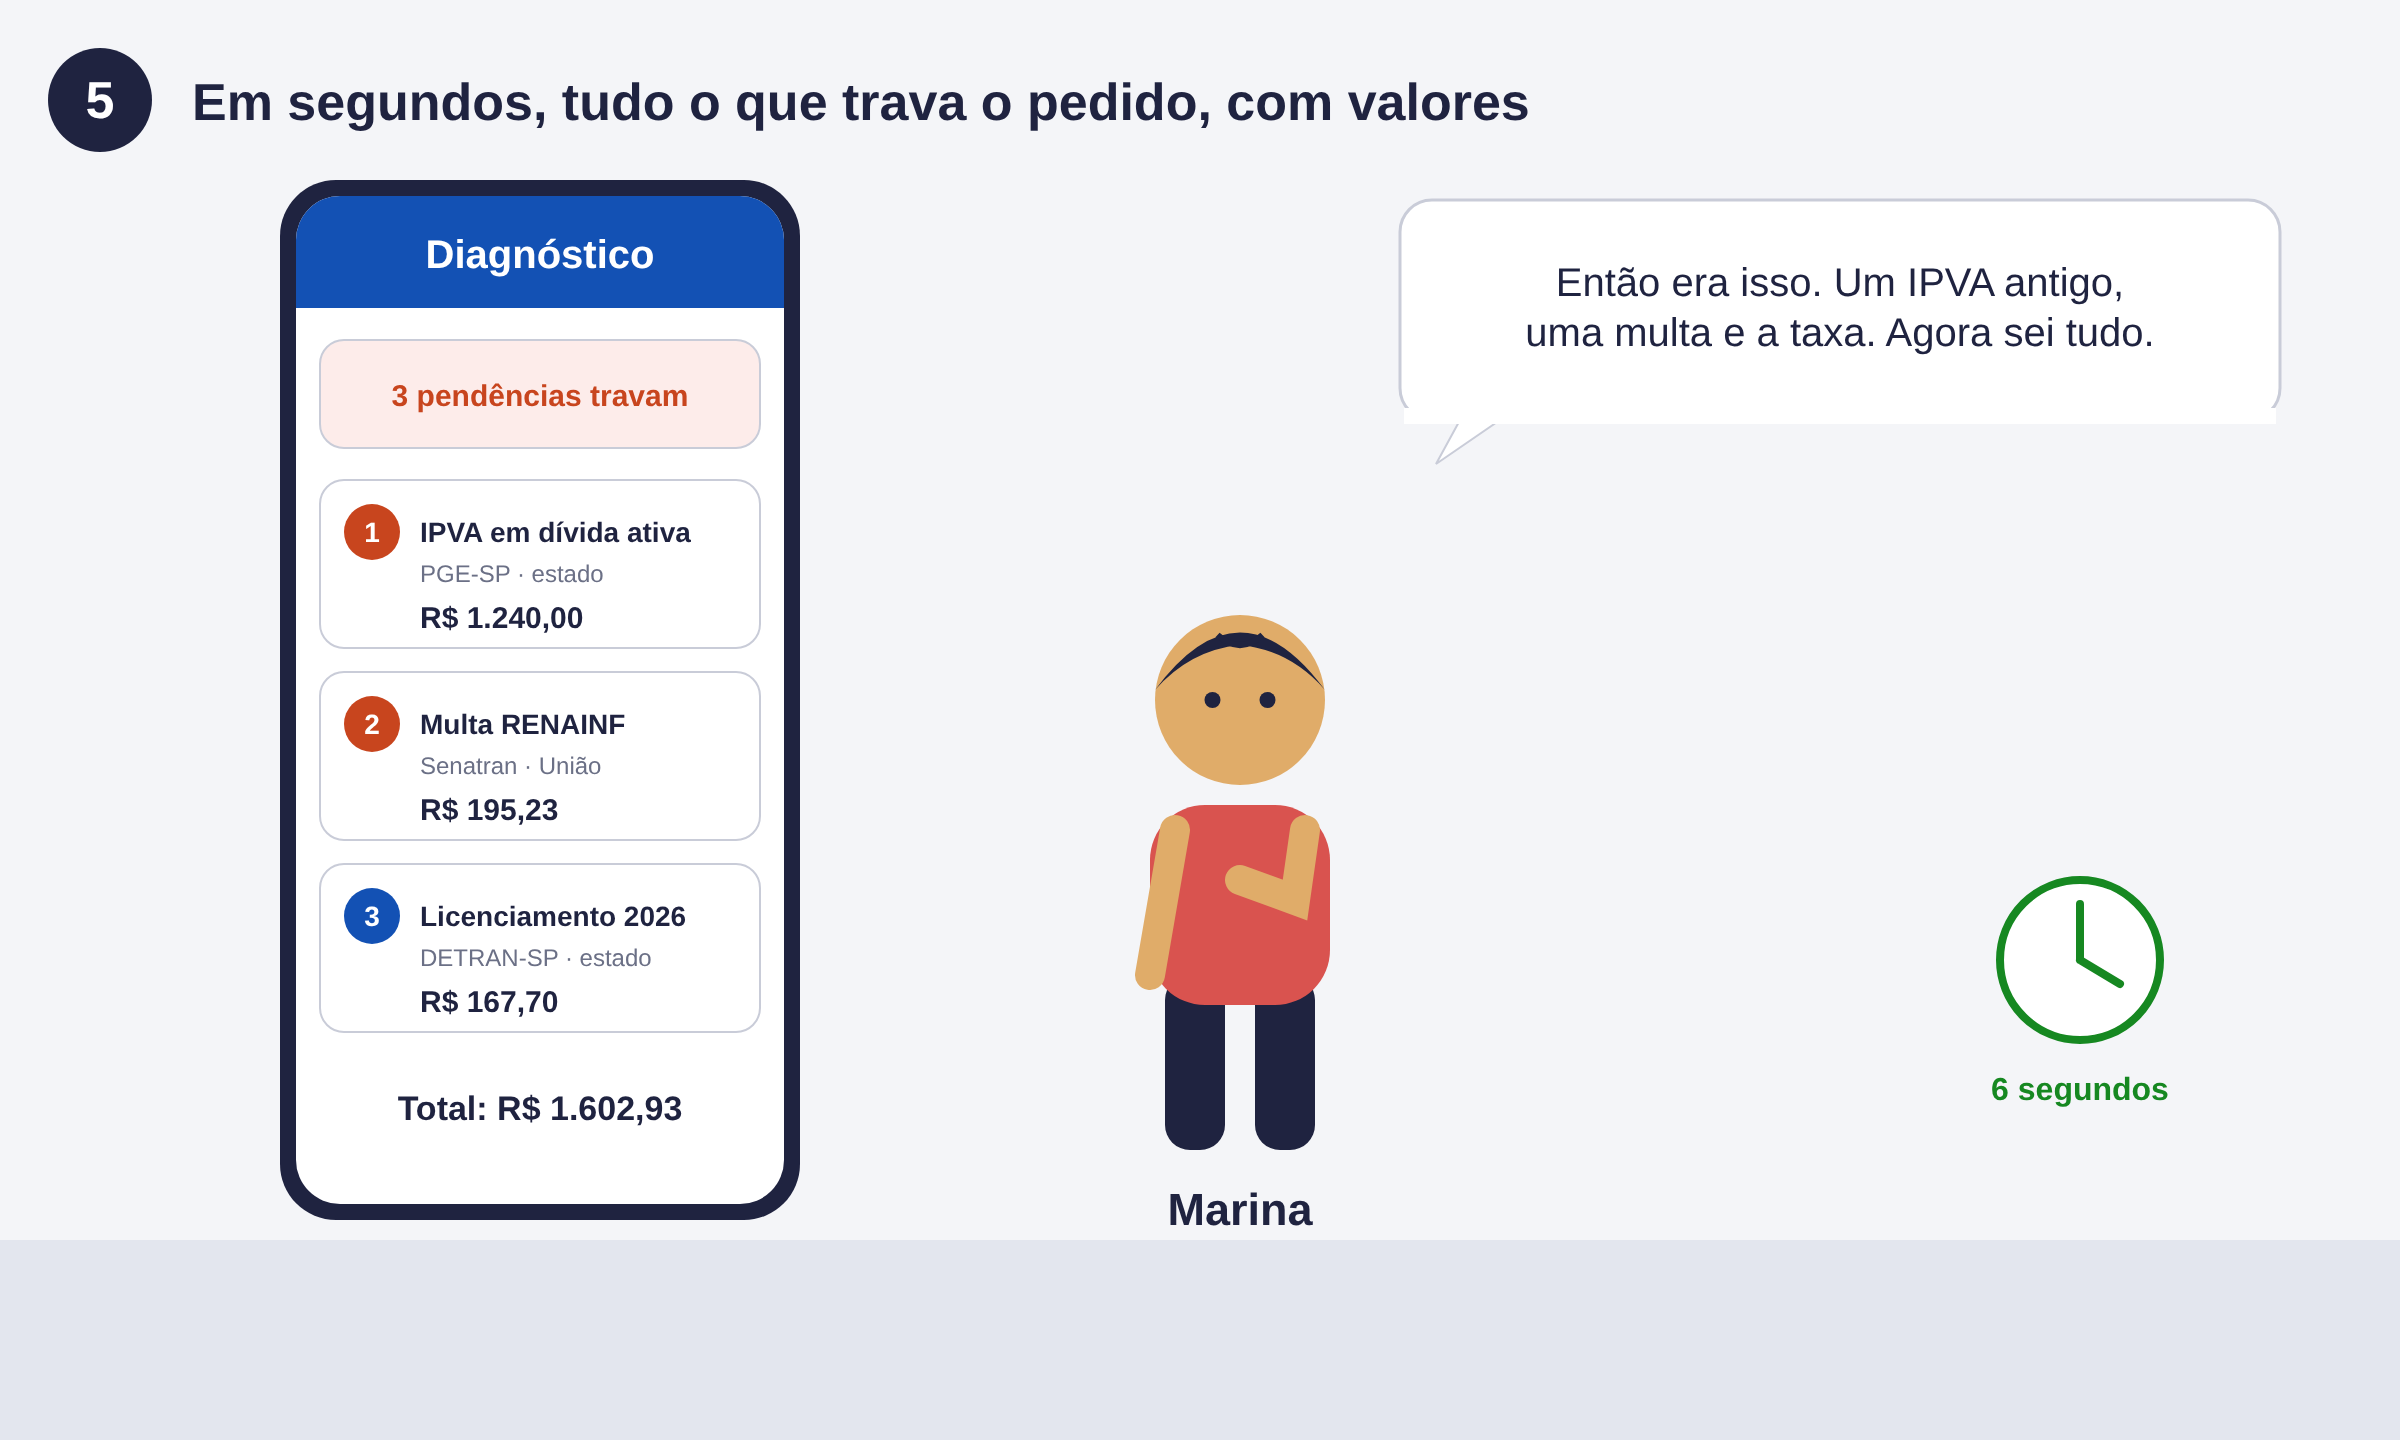 5
Em segundos, tudo o que trava o pedido, com valores
Diagnóstico
3 pendências travam
1
IPVA em dívida ativa
PGE-SP · estado
R$ 1.240,00
2
Multa RENAINF
Senatran · União
R$ 195,23
3
Licenciamento 2026
DETRAN-SP · estado
R$ 167,70
Total: R$ 1.602,93
Então era isso. Um IPVA antigo,
uma multa e a taxa. Agora sei tudo.
Marina
6 segundos